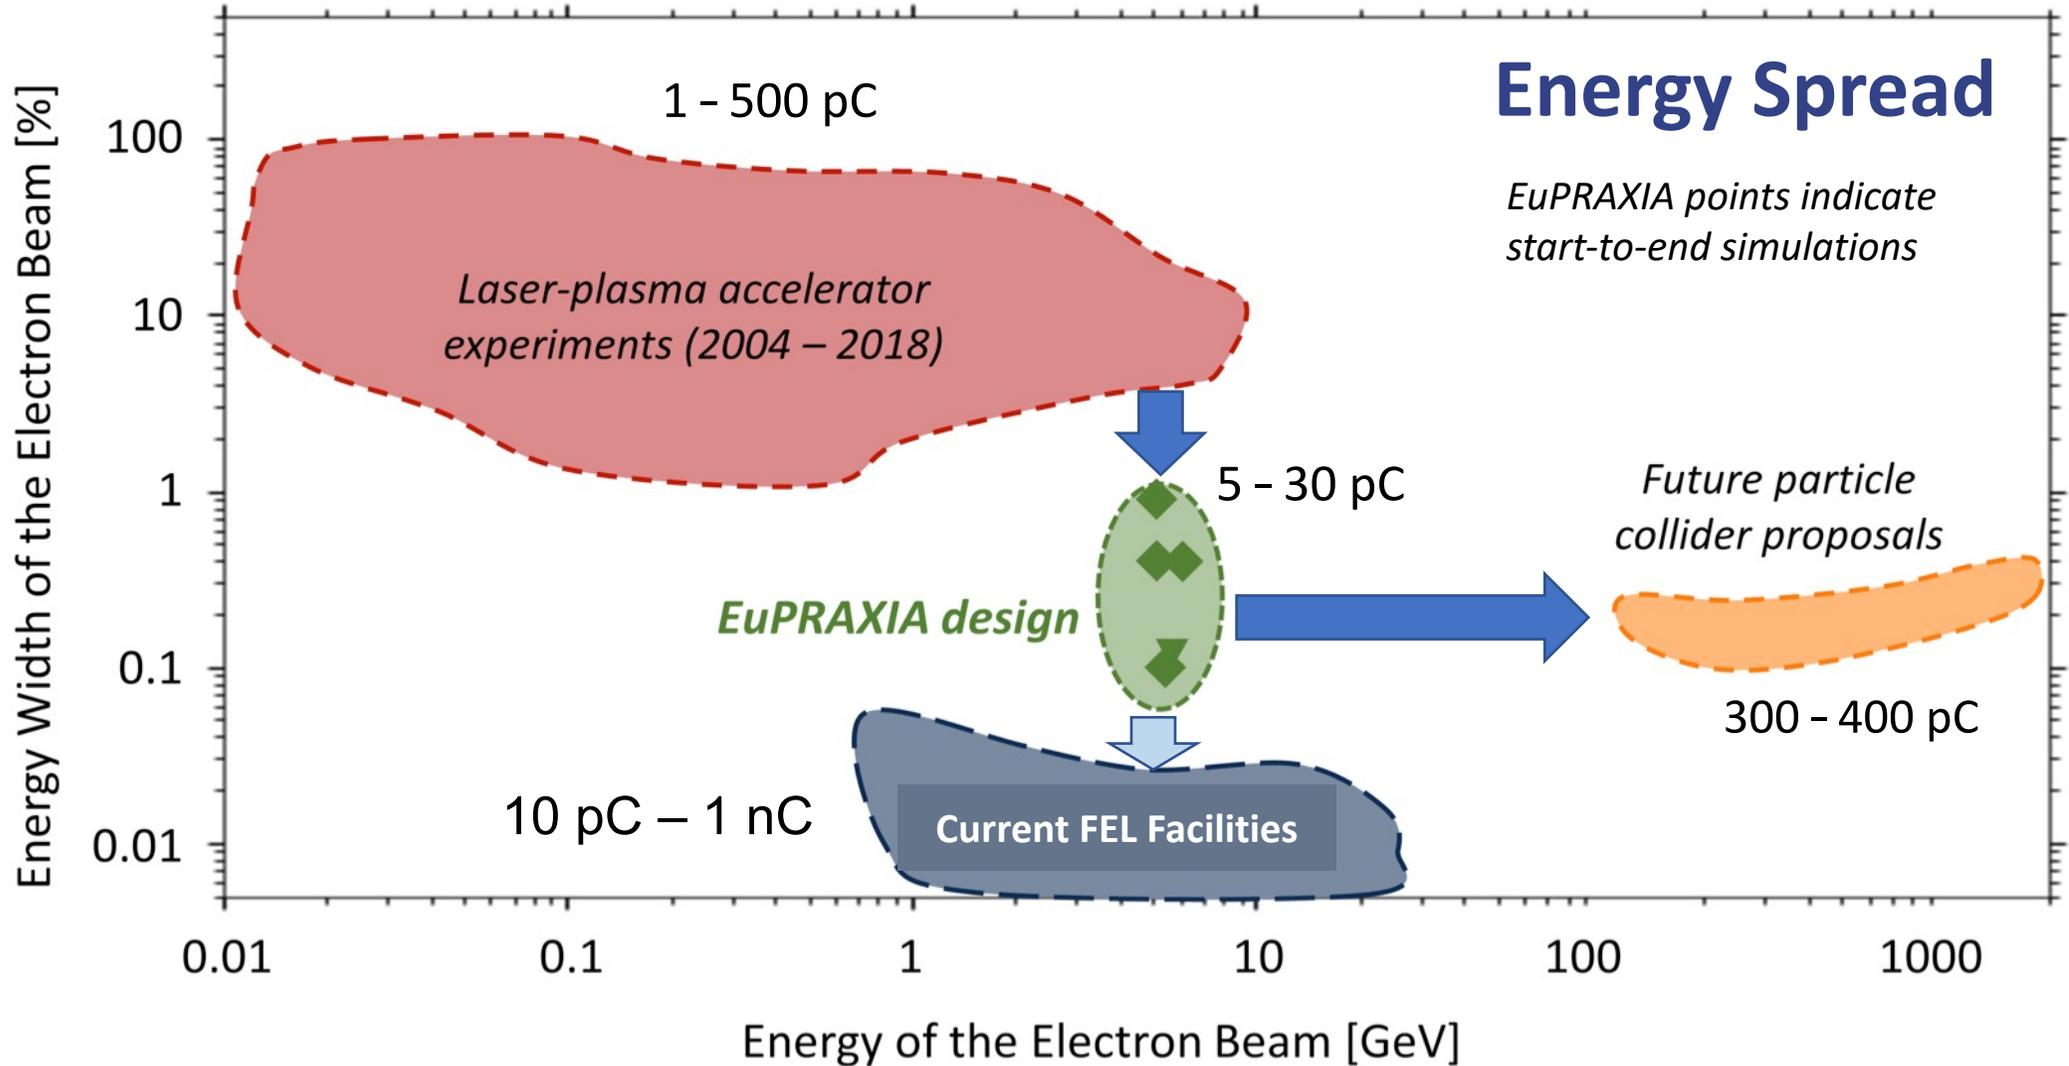 Energy Spread
EuPRAXIA points indicate
start-to-end simulations
1 - 500 pC
Laser-plasma accelerator
experiments (2004 – 2018)
5 - 30 pC
Future particle
collider proposals
EuPRAXIA design
300 - 400 pC
10 pC – 1 nC
Current FEL Facilities
Energy Width of the Electron Beam [%]
100
10
1
0.1
0.01
0.01 0.1 1 10 100 1000
Energy of the Electron Beam [GeV]